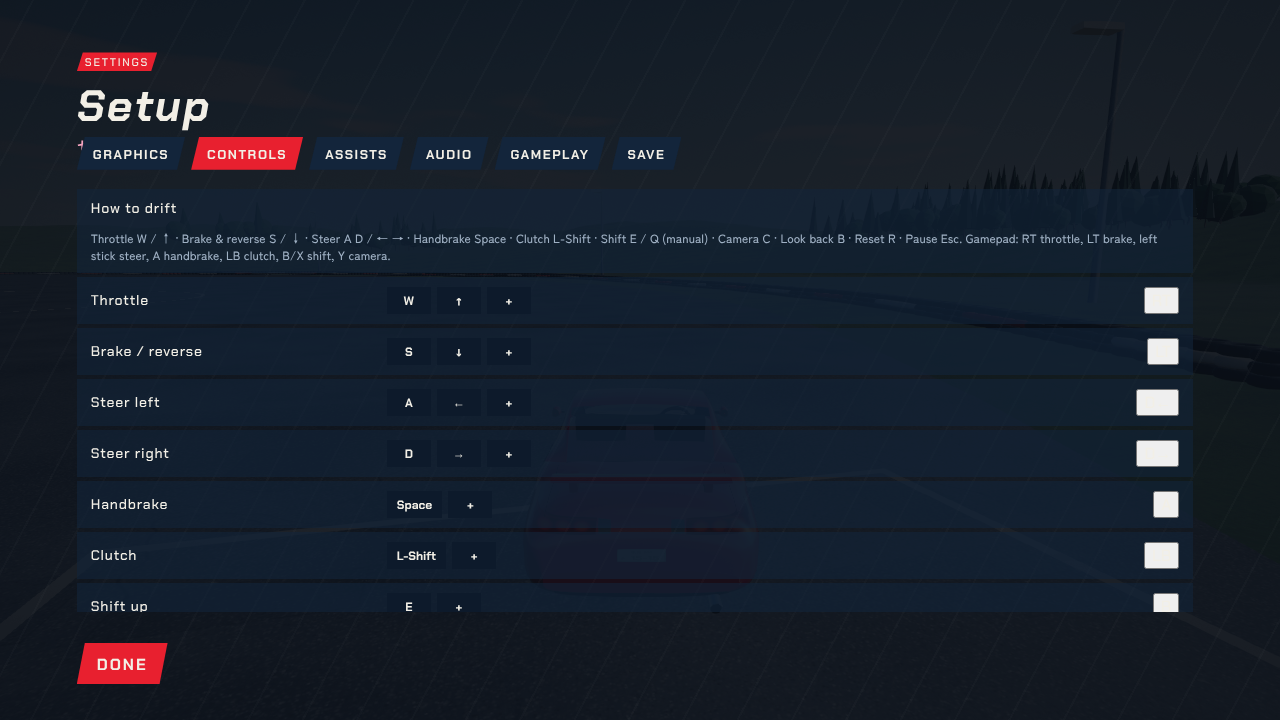 SETTINGS
Setup
GRAPHICS CONTROLS ASSISTS AUDIO GAMEPLAY SAVE
How to drift
Throttle W / ↑ · Brake & reverse S / ↓ · Steer A D / ← → · Handbrake Space · Clutch L-Shift · Shift E / Q (manual) · Camera C · Look back B · Reset R · Pause Esc. Gamepad: RT throttle, LT brake, left
stick steer, A handbrake, LB clutch, B/X shift, Y camera.
Throttle W ↑ +
Brake / reverse S ↓ +
Steer left A ← +
Steer right D → +
Handbrake Space +
Clutch L-Shift +
Shift up E +
DONE